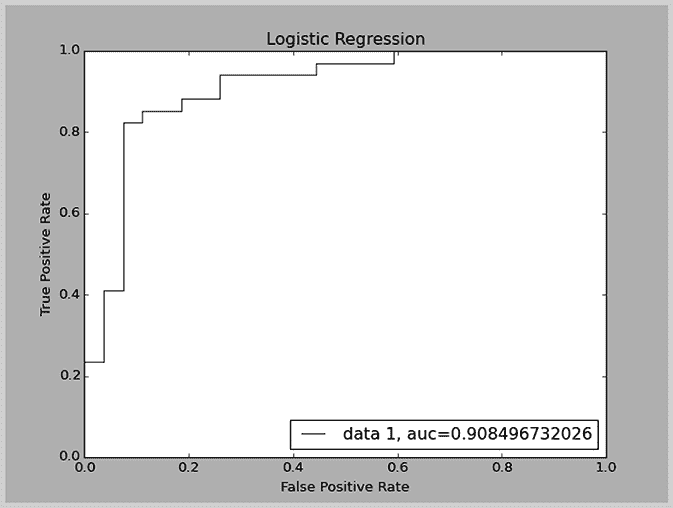 Logistic Regression
1.0
0.8
0.6
0.4
0.2
0.0
True Positive Rate
data 1, auc=0.908496732026
0.0 0.2 0.4 0.6 0.8 1.0
False Positive Rate